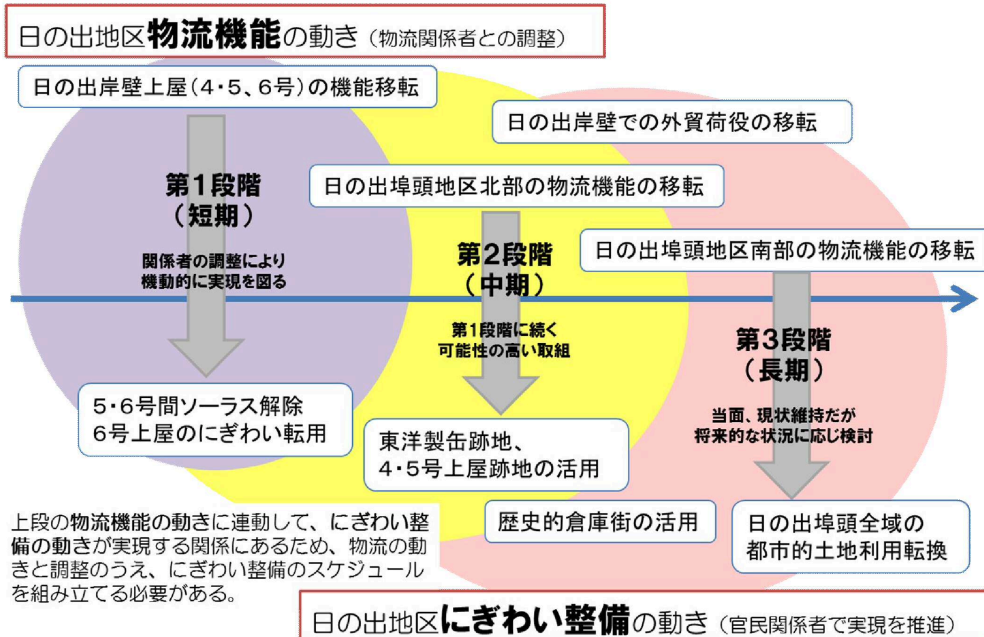 日の出地区物流機能の動き（物流関係者との調整）
日の出岸壁上屋（4・5、6号）の機能移転
日の出岸壁での外貿荷役の移転
第1段階
（短期）
日の出埠頭地区北部の物流機能の移転
関係者の調整により
機動的に実現を図る
第2段階
（中期）
日の出埠頭地区南部の物流機能の移転
第1段階に続く
可能性の高い取組
第3段階
（長期）
当面、現状維持だが
将来的な状況に応じ検討
5・6号間ソーラス解除
6号上屋のにぎわい転用
東洋製缶跡地、
4・5号上屋跡地の活用
歴史的倉庫街の活用
日の出埠頭全域の
都市的土地利用転換
上段の物流機能の動きに連動して、にぎわい整
備の動きが実現する関係にあるため、物流の動
きと調整のうえ、にぎわい整備のスケジュール
を組み立てる必要がある。
日の出地区にぎわい整備の動き（官民関係者で実現を推進）